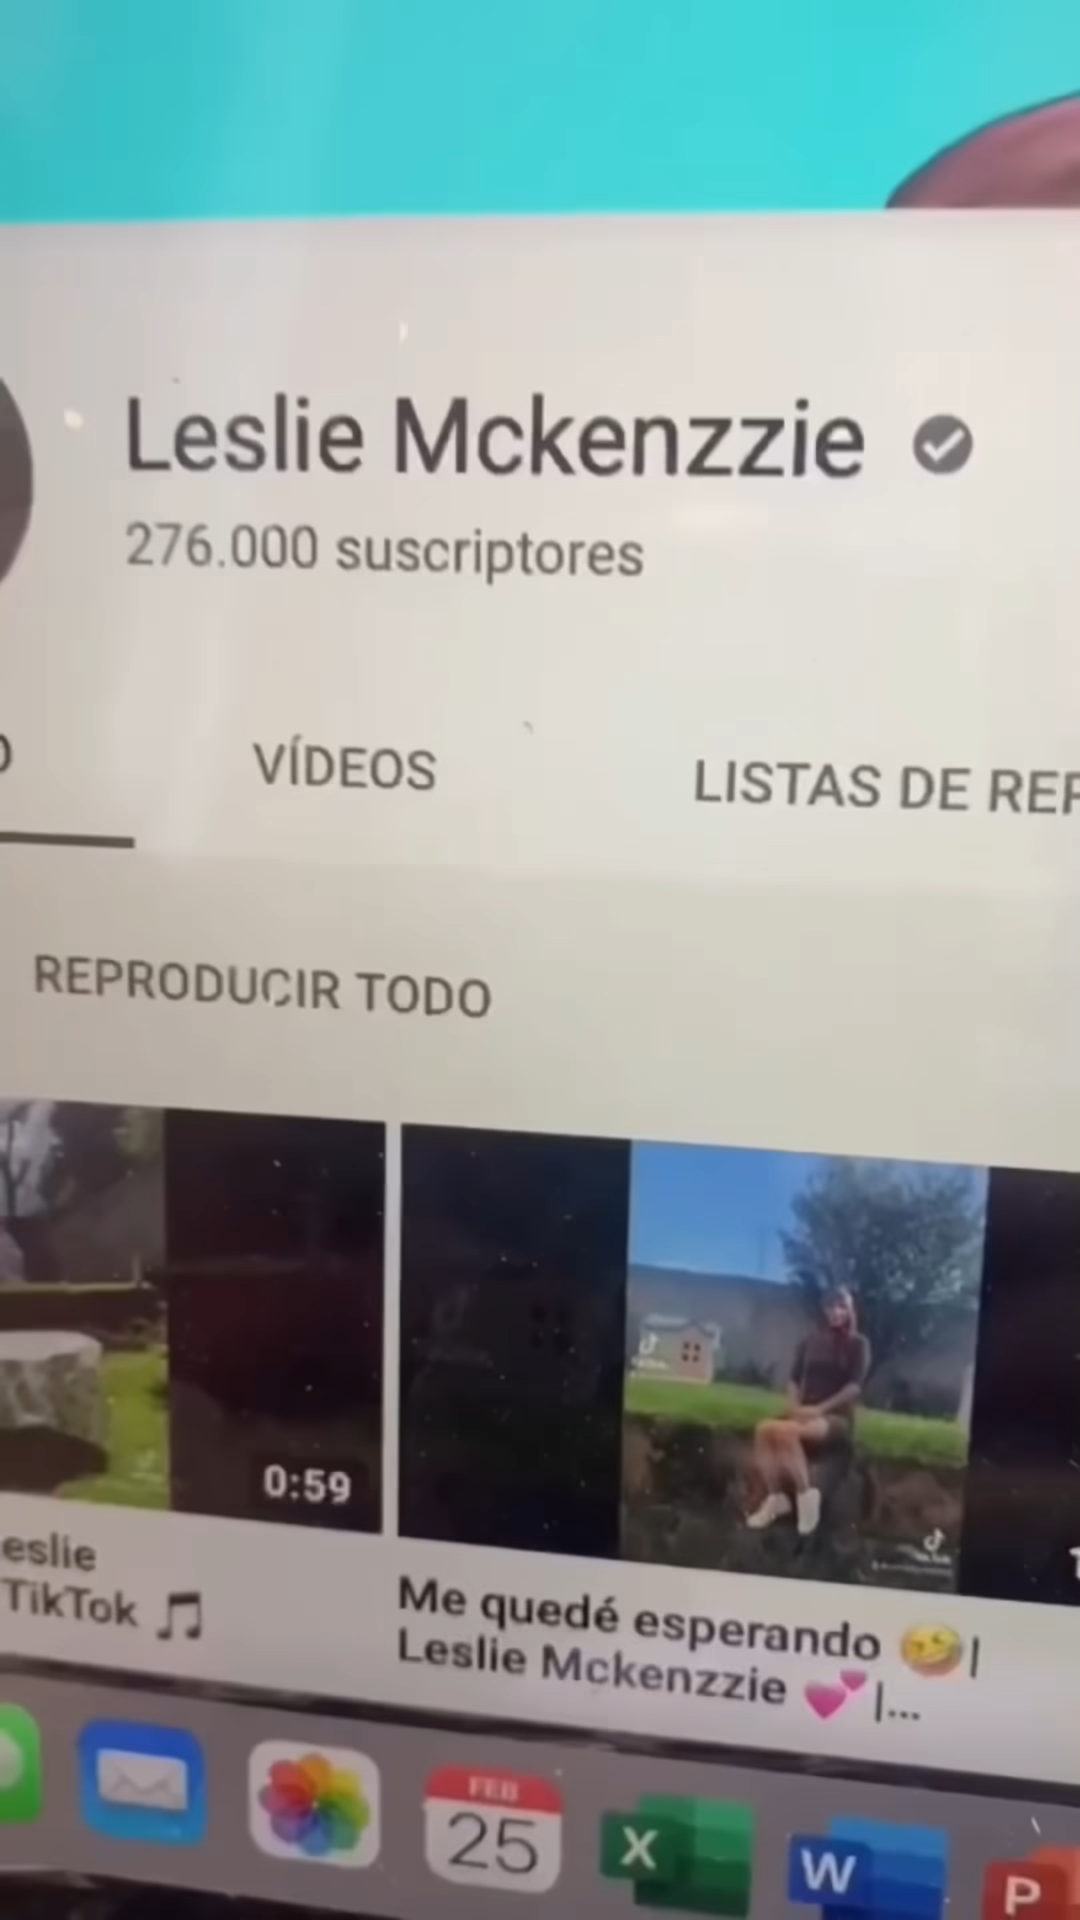 Leslie Mckenzzie
276.000 suscriptores
VÍDEOS
LISTAS DE
REPRODUCIR TODO
0:59
eslie
TikTok 🎵
Me quedé esperando 🤣|
Leslie Mckenzzie 💕|...
FEB
25
X
W
P